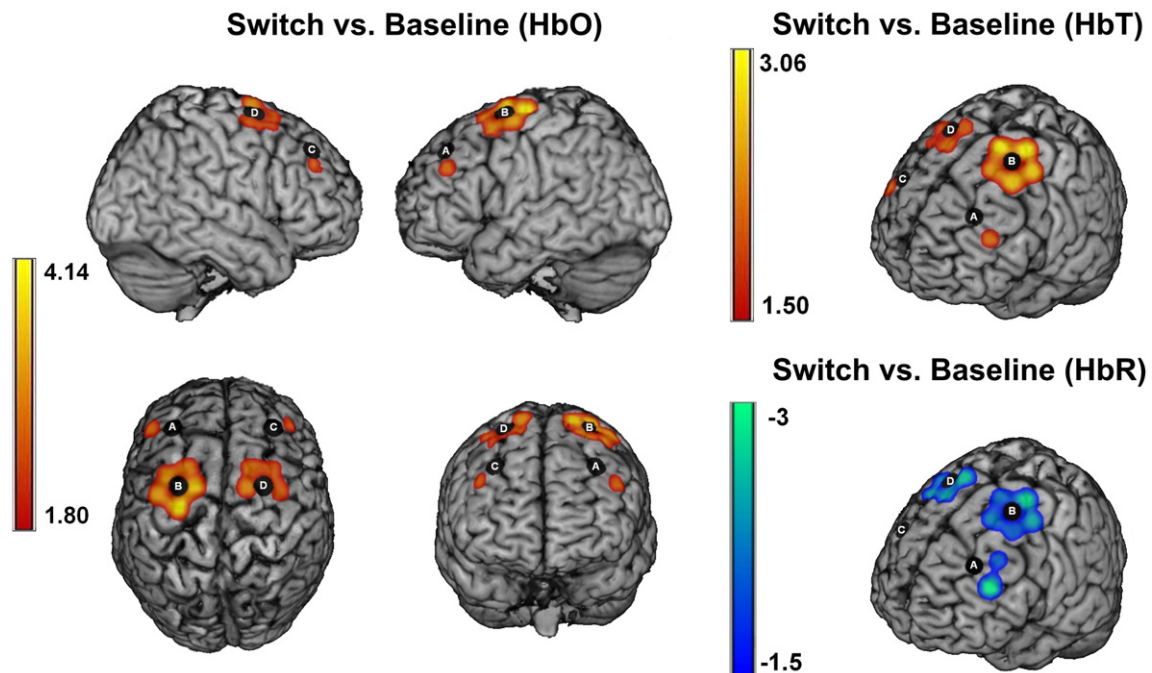 Switch vs. Baseline (HbO)
D
C
B
A
4.14
1.80
A
C
B
D
D
B
C
A
Switch vs. Baseline (HbT)
3.06
1.50
D
B
C
A
Switch vs. Baseline (HbR)
-3
-1.5
D
B
C
A